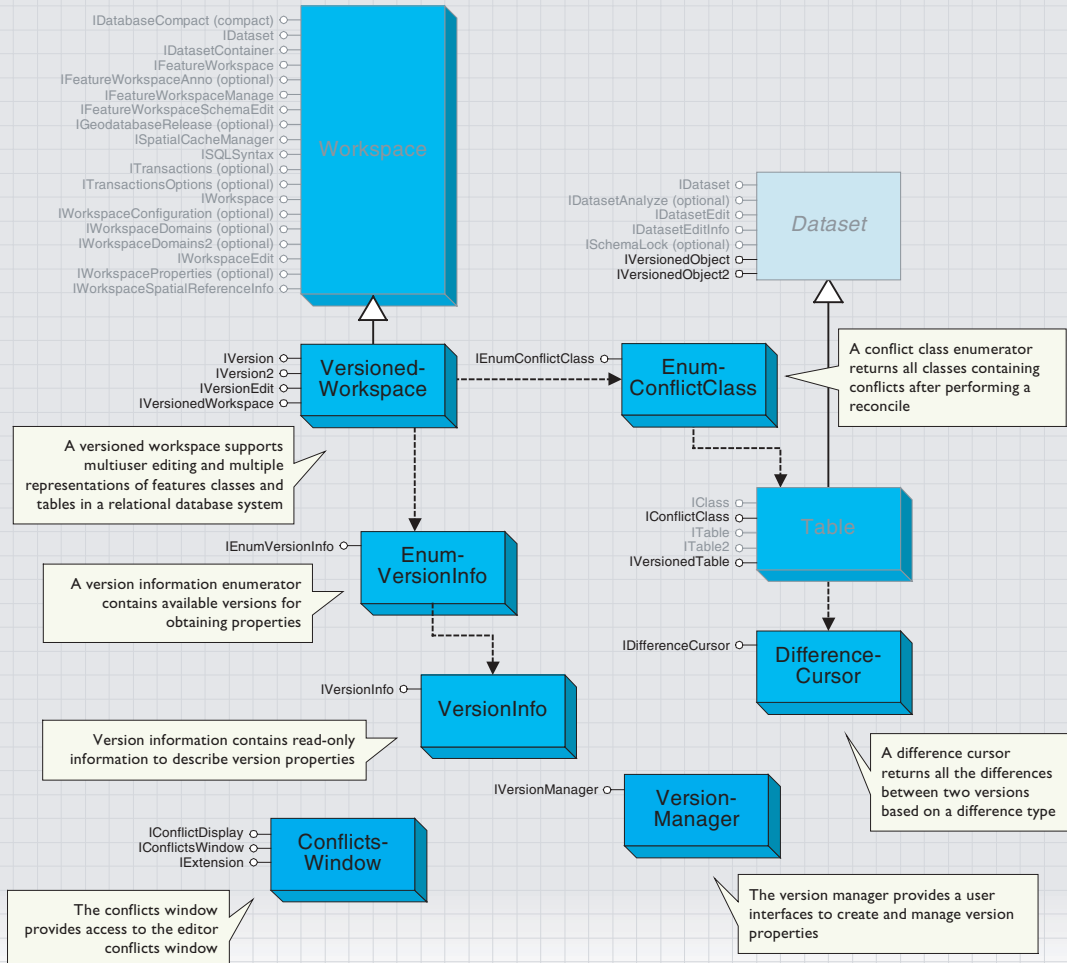 IDatabaseCompact (compact)
IDataset
IDatasetContainer
IFeatureWorkspace
IFeatureWorkspaceAnno (optional)
IFeatureWorkspaceManage
IFeatureWorkspaceSchemaEdit
IGeodatabaseRelease (optional)
ISpatialCacheManager
ISQLSyntax
ITransactions (optional)
ITransactionsOptions (optional)
IWorkspace
IWorkspaceConfiguration (optional)
IWorkspaceDomains (optional)
IWorkspaceDomains2 (optional)
IWorkspaceEdit
IWorkspaceProperties (optional)
IWorkspaceSpatialReferenceInfo
Workspace
IDataset
IDatasetAnalyze (optional)
IDatasetEdit
IDatasetEditInfo
ISchemaLock (optional)
IVersionedObject
IVersionedObject2
Dataset
IVersion
IVersion2
IVersionEdit
IVersionedWorkspace
Versioned-
Workspace
IEnumConflictClass
Enum-
ConflictClass
A conflict class enumerator
returns all classes containing
conflicts after performing a
reconcile
A versioned workspace supports
multiuser editing and multiple
representations of features classes and
tables in a relational database system
IClass
IConflictClass
ITable
ITable2
IVersionedTable
Table
IEnumVersionInfo
Enum-
VersionInfo
A version information enumerator
contains available versions for
obtaining properties
IDifferenceCursor
Difference-
Cursor
IVersionInfo
VersionInfo
Version information contains read-only
information to describe version properties
A difference cursor
returns all the differences
between two versions
based on a difference type
IVersionManager
Version-
Manager
IConflictDisplay
IConflictsWindow
IExtension
Conflicts-
Window
The version manager provides a user
interfaces to create and manage version
properties
The conflicts window
provides access to the editor
conflicts window